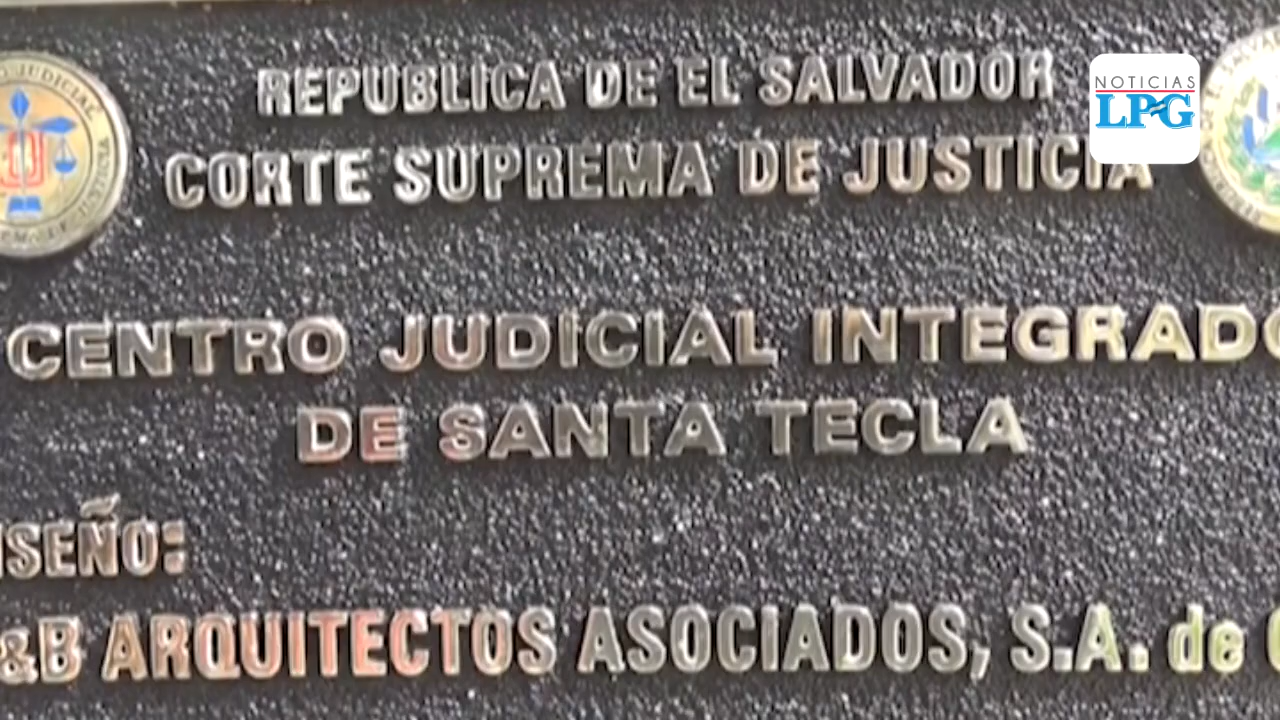 NOTICIAS
LPG
REPUBLICA DE EL SALVADOR
CORTE SUPREMA DE JUSTICIA
CENTRO JUDICIAL INTEGRADO
DE SANTA TECLA
ISEÑO:
&B ARQUITECTOS ASOCIADOS, S.A. de